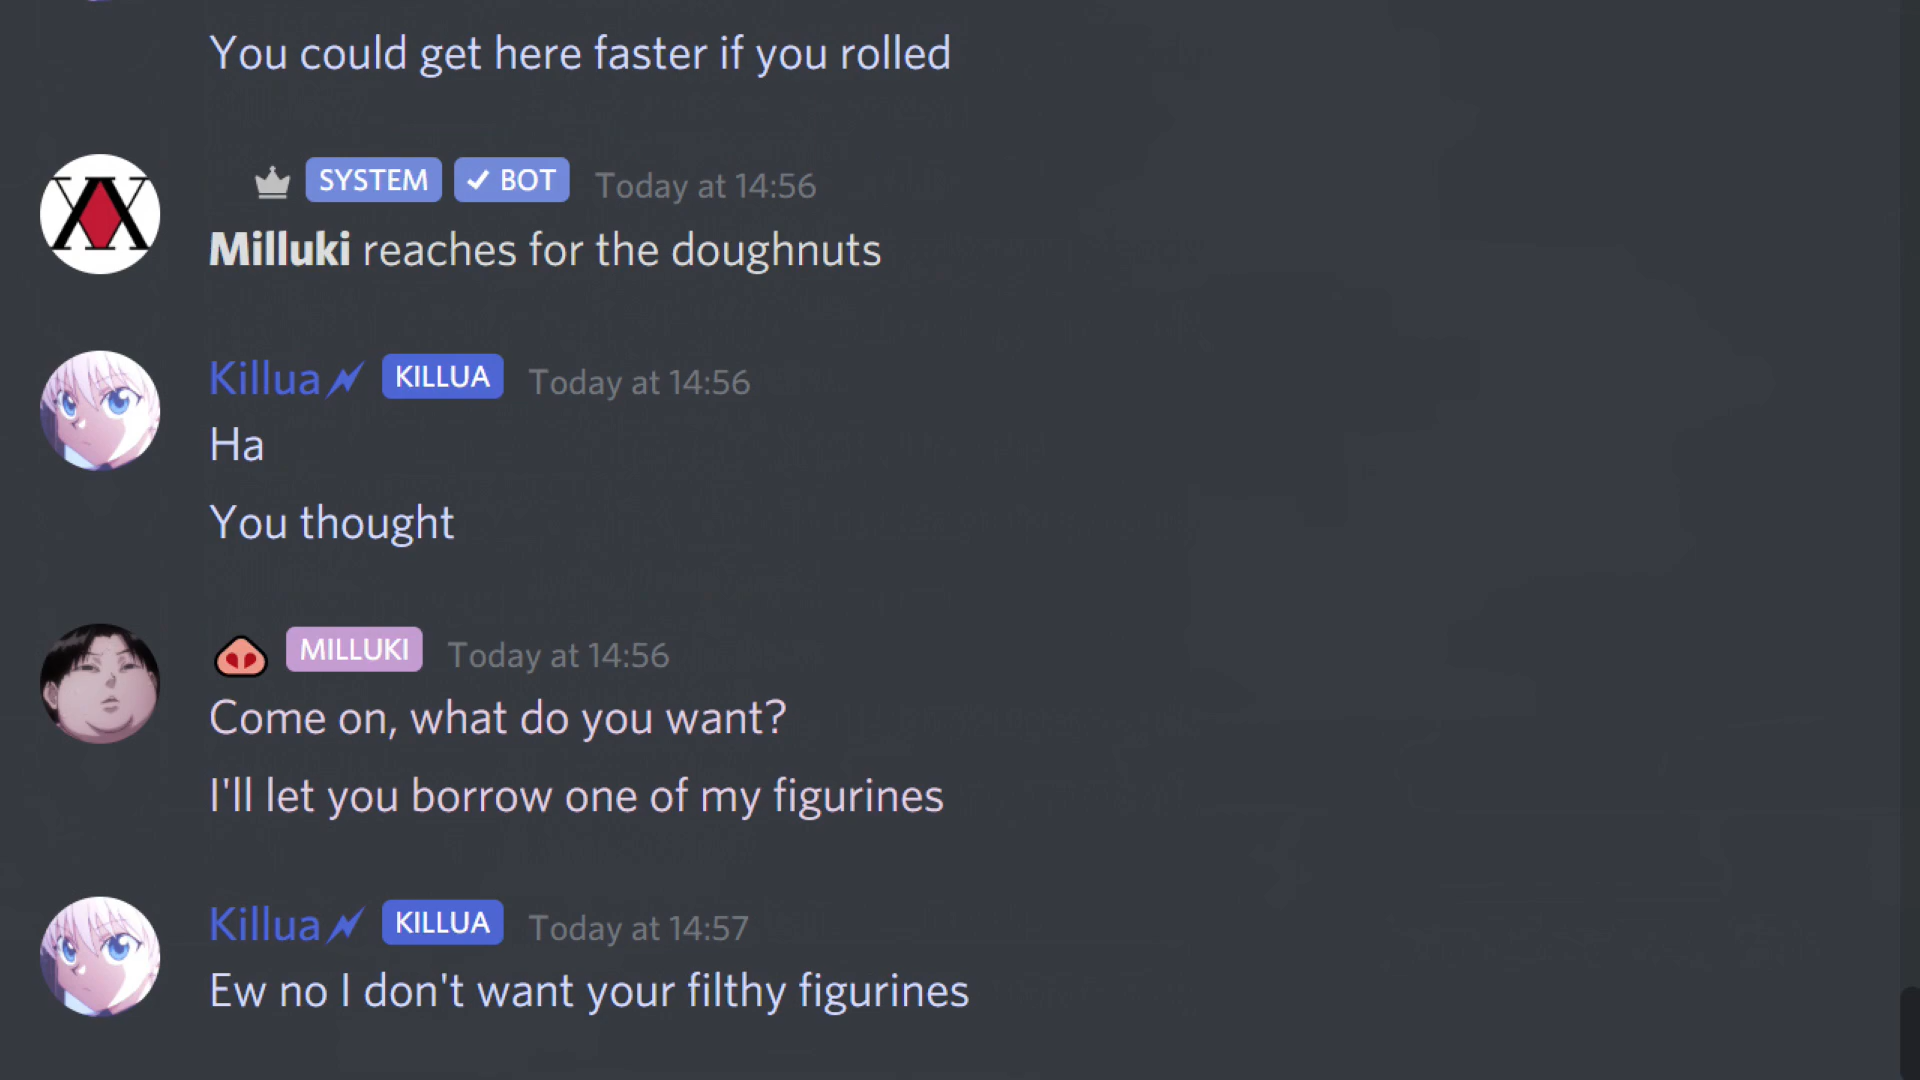 You could get here faster if you rolled
SYSTEM ✓ BOT Today at 14:56
Milluki reaches for the doughnuts
Killua KILLUA Today at 14:56
Ha
You thought
MILLUKI Today at 14:56
Come on, what do you want?
I'll let you borrow one of my figurines
Killua KILLUA Today at 14:57
Ew no I don't want your filthy figurines